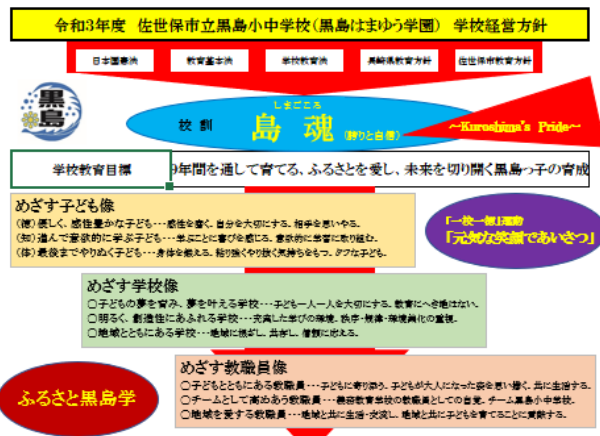 令和3年度　佐世保市立黒島小中学校（黒島はまゆう学園）　学校経営方針
日本国憲法　教育基本法　学校教育法　長崎県教育方針　佐世保市教育方針
黒島
しまごころ
校訓　島魂（誇りと自信）
～Kuroshima's Pride～
学校教育目標　9年間を通して育てる、ふるさとを愛し、未来を切り開く黒島っ子の育成
めざす子ども像
（徳）優しく、感性豊かな子ども･･･感性を磨く。自分を大切にする。相手を思いやる。
（知）進んで意欲的に学ぶ子ども･･･学ぶことに喜びを感じる。意欲的に学習に取り組む。
（体）最後までやりぬく子ども･･･身体を鍛える。粘り強くやり抜く気持ちをもつ。タフな子ども。
「一校一徳」運動
「元気な笑顔であいさつ」
めざす学校像
○子どもの夢を育み、夢を叶える学校･･･子ども一人一人を大切にする。教育にへき地はない。
○明るく、創造性にあふれる学校･･･充実した学びの環境。秩序・規律・環境美化の重視。
○地域とともにある学校･･･地域に根ざし、共存し、信頼に応える。
めざす教職員像
○子どもとともにある教職員･･･子どもに寄り添う。子どもが大人になった姿を思い描く。共に生活する。
○チームとして高めあう教職員･･･義務教育学校の教職員としての自覚。チーム黒島小中学校。
○地域を愛する教職員･･･地域と共に生活・交流し、地域と共に子どもを育てることに貢献する。
ふるさと黒島学